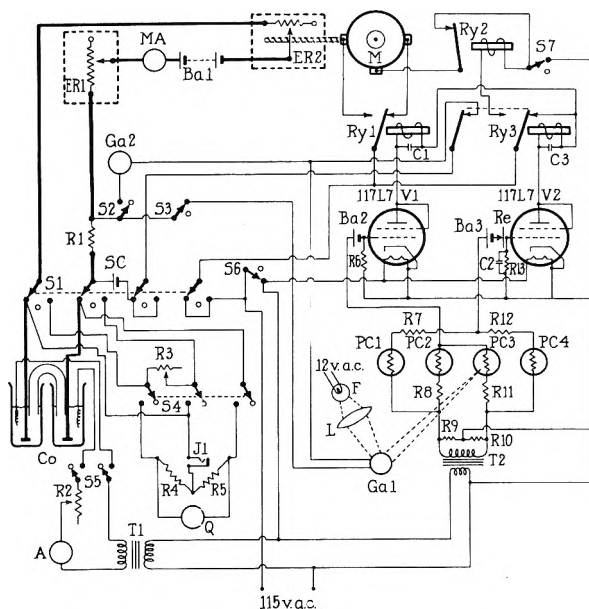 MA
Ba1
ER1
ER2
M
Ry2
S7
Ry1
Ry3
C1
C3
Ga2
S2
S3
117L7 V1
117L7 V2
Ba2
Ba3
Re
R1
SC
S6
R6
C2
R13
S1
R7
R12
PC1
PC2
PC3
PC4
12v.a.c.
F
R3
R8
R11
L
S4
R9
R10
J1
Co
R4
R5
Ga1
T2
S5
R2
Q
T1
A
115v.a.c.